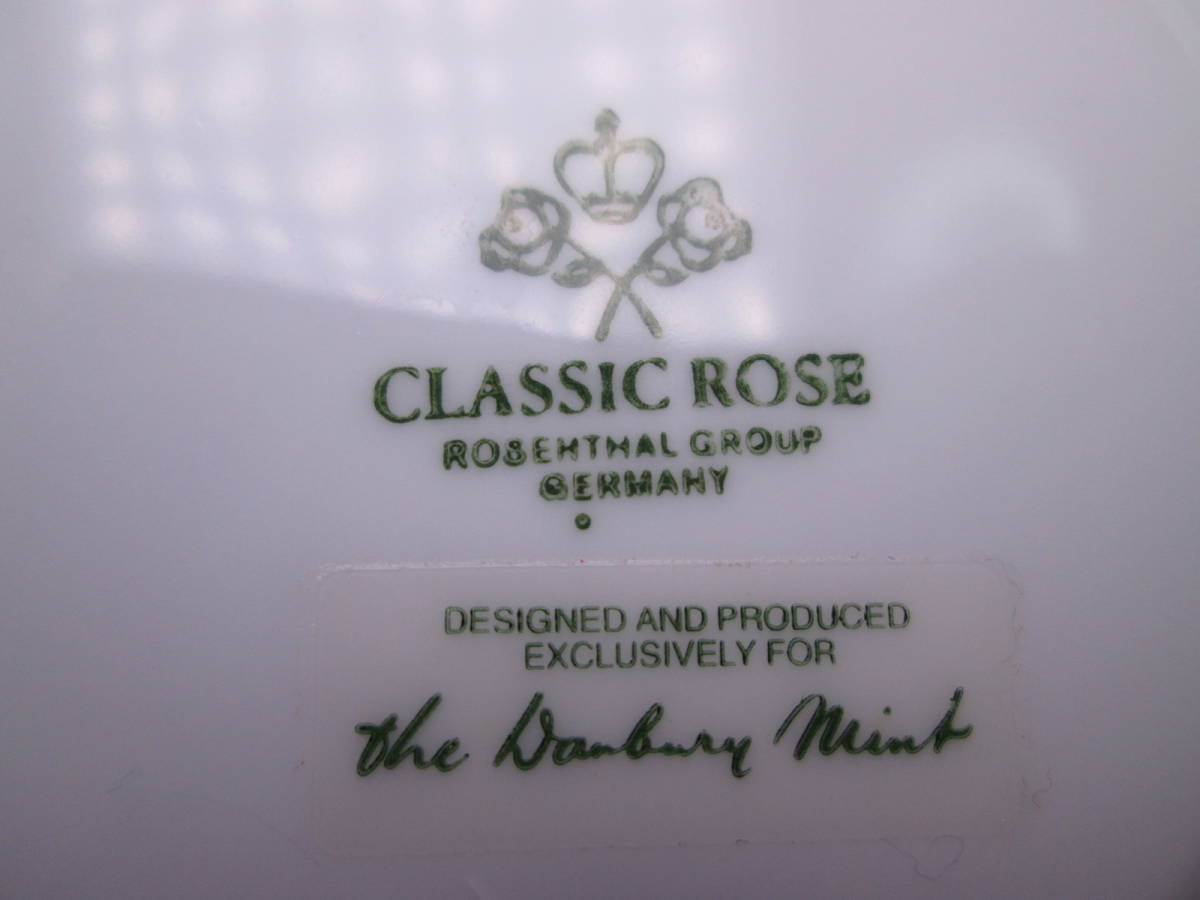 CLASSIC ROSE
ROSENTHAL GROUP
GERMANY
DESIGNED AND PRODUCED
EXCLUSIVELY FOR
the Danbury Mint